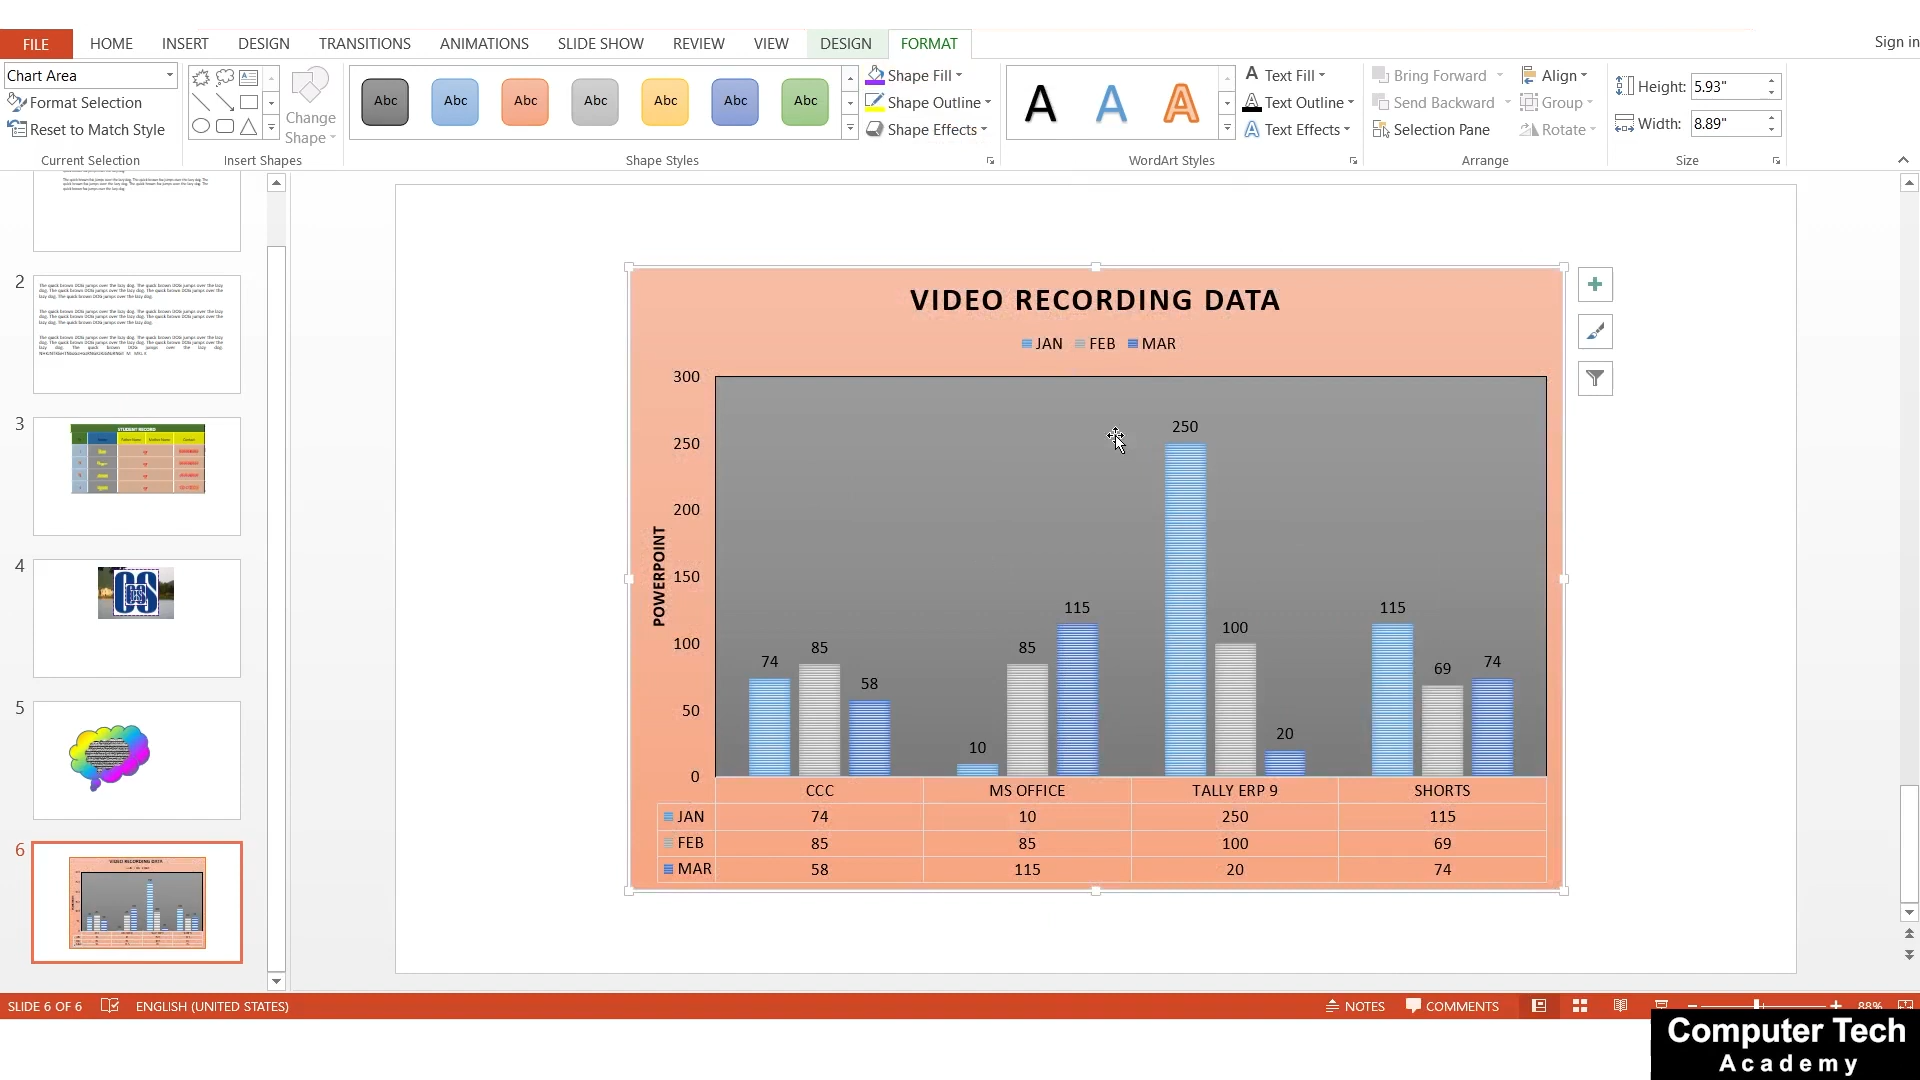 FILE HOME INSERT DESIGN TRANSITIONS ANIMATIONS SLIDE SHOW REVIEW VIEW DESIGN FORMAT Sign in
Chart Area
Format Selection
Reset to Match Style
Current Selection
Change
Shape
Insert Shapes
Abc Abc Abc Abc Abc Abc Abc
Shape Styles
Shape Fill
Shape Outline
Shape Effects
A A A
WordArt Styles
Text Fill
Text Outline
Text Effects
Bring Forward
Send Backward
Selection Pane
Align
Group
Rotate
Arrange
Height: 5.93"
Width: 8.89"
Size
2
3
STUDENT RECORD
4
5
6
VIDEO RECORDING DATA
VIDEO RECORDING DATA
JAN FEB MAR
POWERPOINT
300
250
200
150
100
50
0
74 85 58
10 85 115
250 100 20
115 69 74
CCC MS OFFICE TALLY ERP 9 SHORTS
JAN 74 10 250 115
FEB 85 85 100 69
MAR 58 115 20 74
SLIDE 6 OF 6 ENGLISH (UNITED STATES) NOTES COMMENTS 88%
Computer Tech
Academy